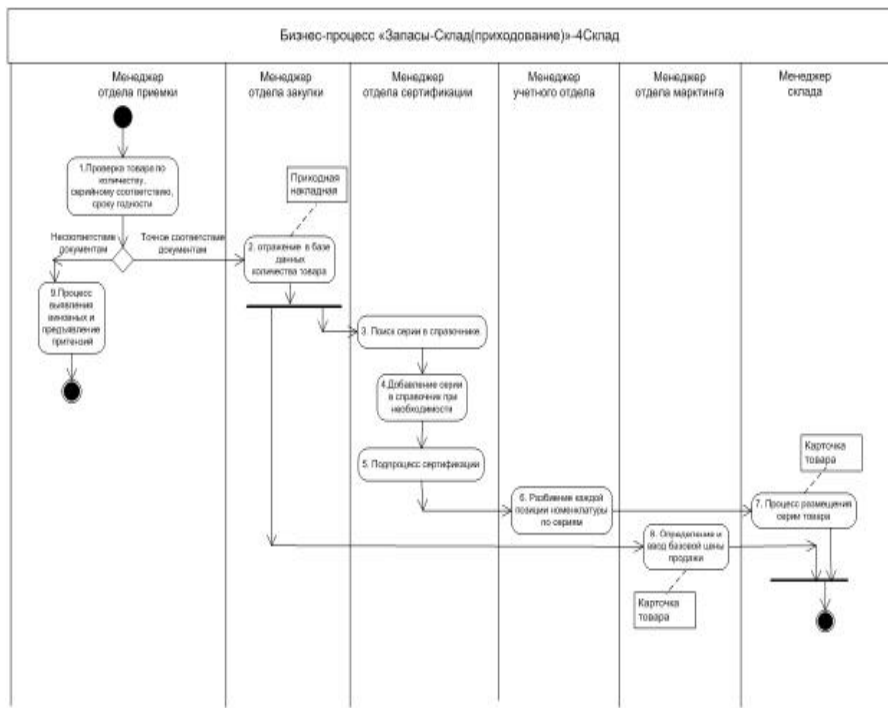 Бизнес-процесс «Запасы-Склад(приходование)»-4Склад
Менеджер
отдела приемки
Менеджер
отдела закупки
Менеджер
отдела сертификации
Менеджер
учетного отдела
Менеджер
отдела марктинга
Менеджер
склада
1.Проверка товара по
количеству,
серийному соответствию,
сроку годности
Несоответствие
документам
Точное соответствие
документам
Приходная
накладная
2. отражение в базе
данных
количества товара
9.Процесс
выявления
виновных и
предъявление
притензий
3. Поиск серии в справочнике.
4.Добавление серии
в справочник при
необходимости
5. Подпроцесс сертификации
6. Разбиение каждой
позиции номенклатуры
по сериям
Карточка
товара
7. Процесс размещения
серии товара
8. Определение и
ввод базовой цены
продажи
Карточка
товара